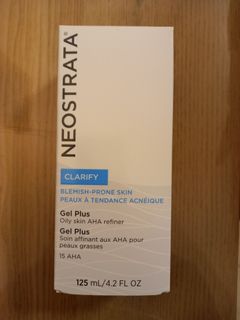 NEOSTRATA®
CLARIFY
BLEMISH-PRONE SKIN
PEAUX À TENDANCE ACNÉIQUE
Gel Plus
Oily skin AHA refiner
Gel Plus
Soin affinant aux AHA pour
peaux grasses
15 AHA
125 mL/4.2 FL OZ